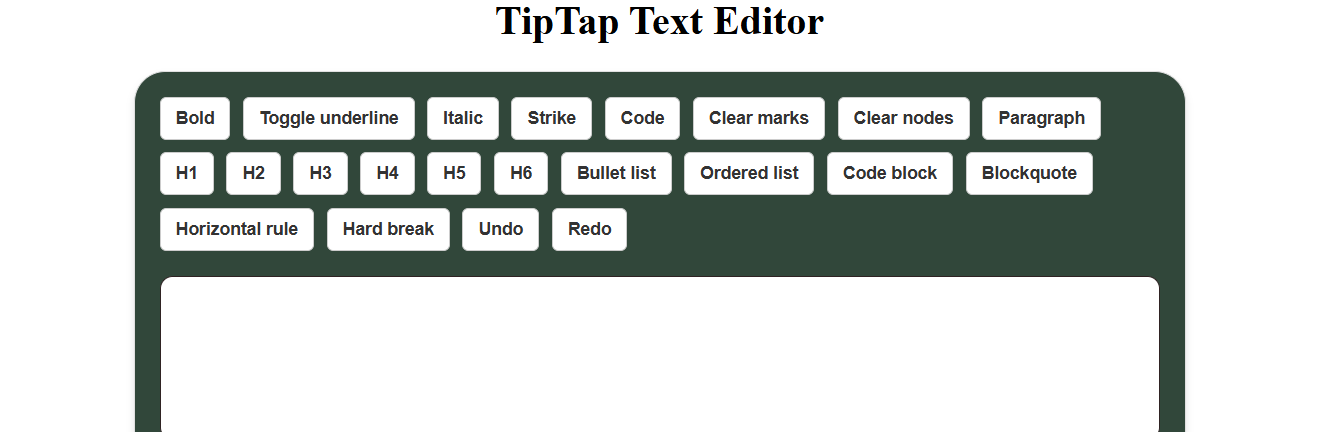 TipTap Text Editor
Bold Toggle underline Italic Strike Code Clear marks Clear nodes Paragraph
H1 H2 H3 H4 H5 H6 Bullet list Ordered list Code block Blockquote
Horizontal rule Hard break Undo Redo